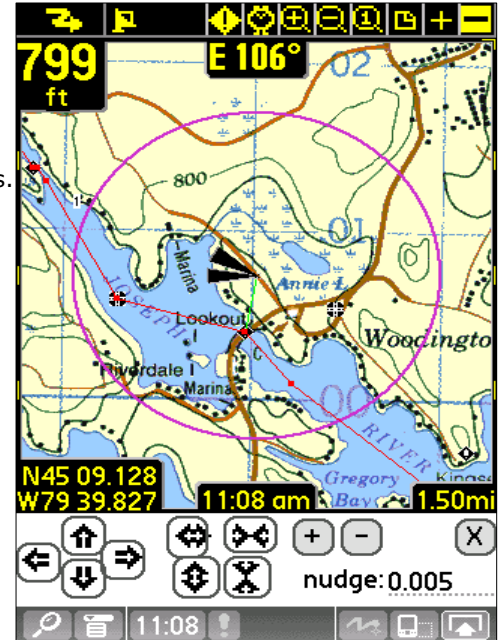 799
ft
E 106°
02
s.
800
1
01
Marina
Annie L
JOSEPH
Lookout
I
Woodingto
Riverdale I
C
Marina
00
RIVER
Kings
Gregory
Bay
N45 09.128
W79 39.827
11:08 am
1.50mi
+
−
X
nudge: 0.005
11:08